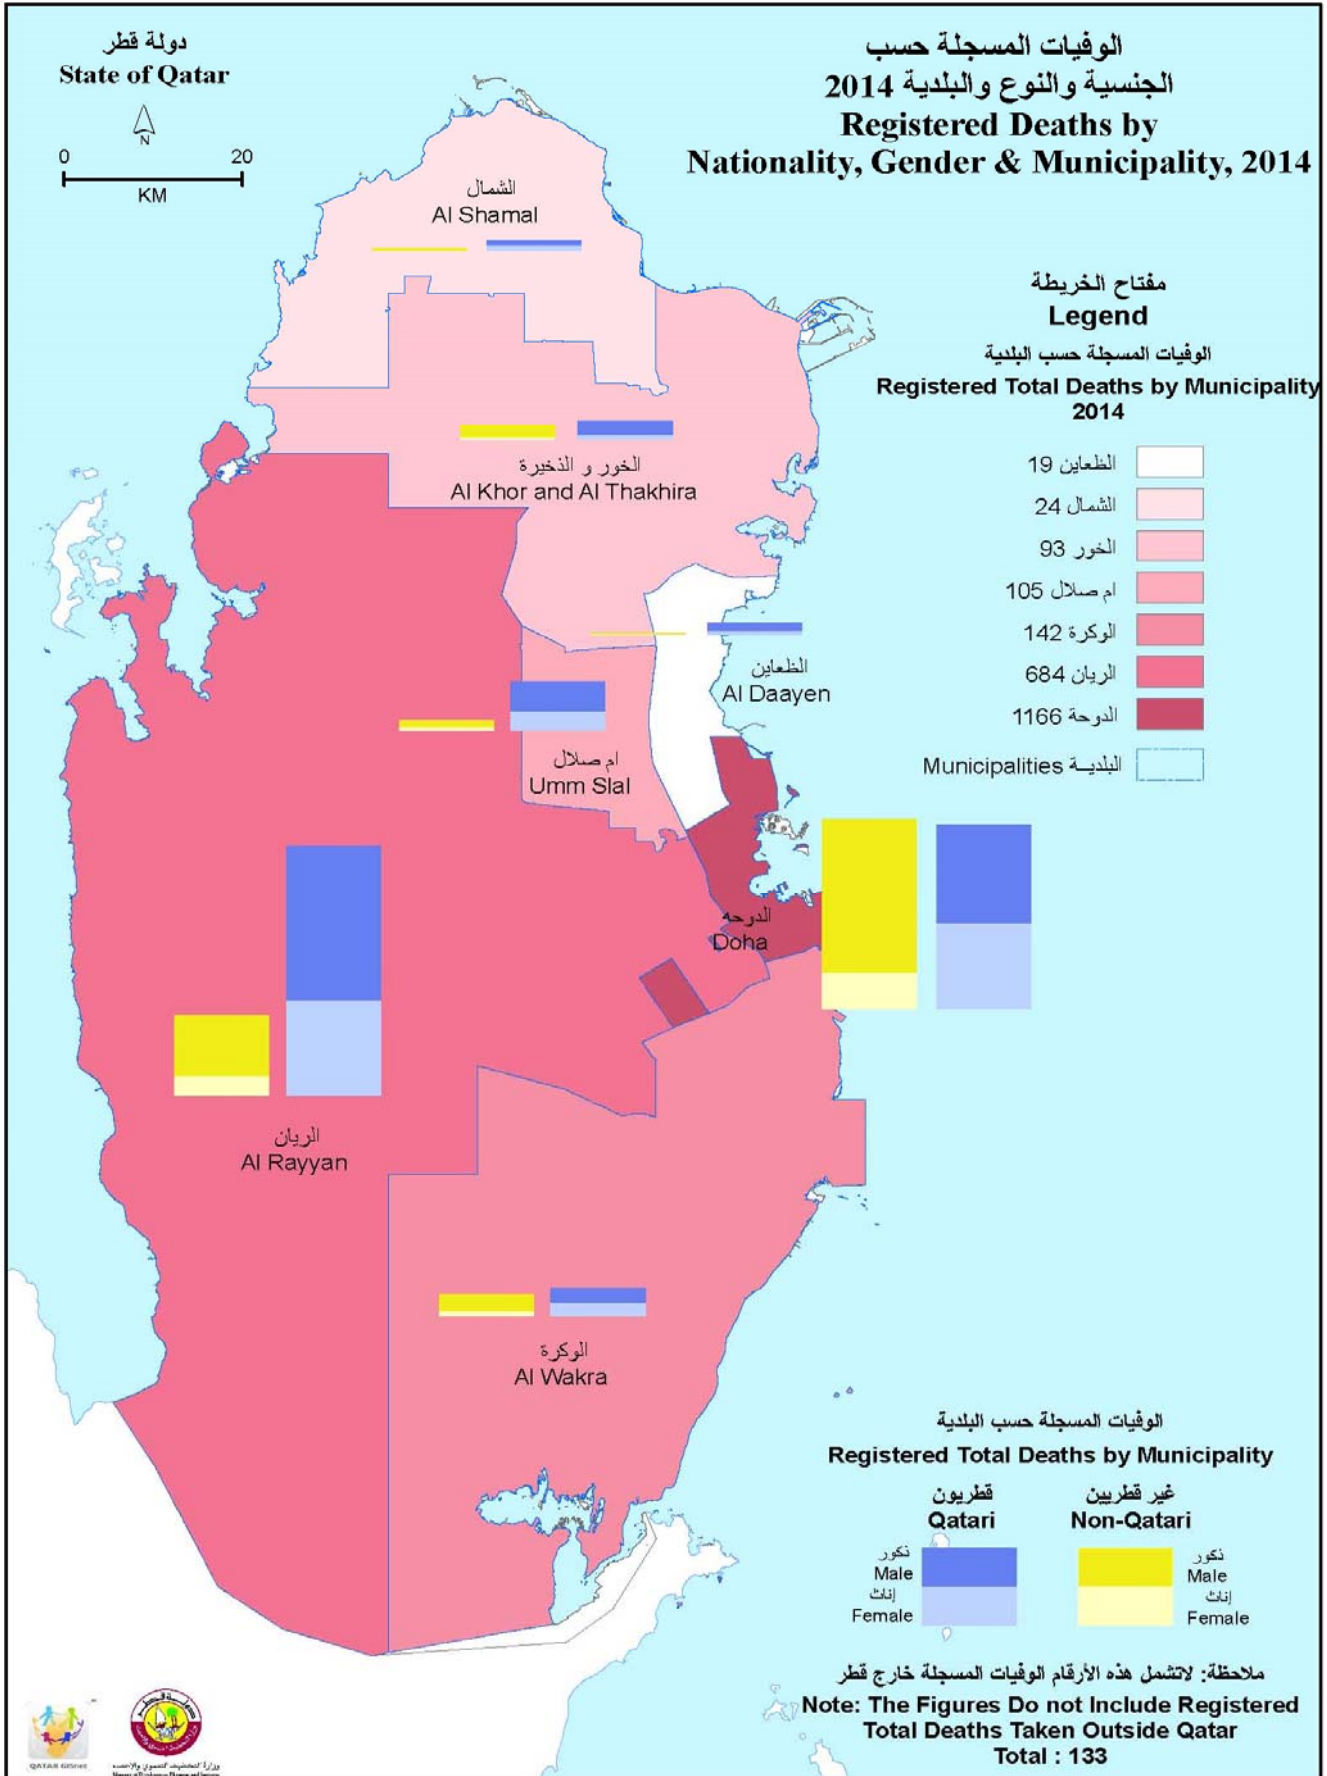 دولة قطر
State of Qatar
N
0 20
KM
الوفيات المسجلة حسب
الجنسية والنوع والبلدية 2014
Registered Deaths by
Nationality, Gender & Municipality, 2014
الشمال
Al Shamal
مفتاح الخريطة
Legend
الوفيات المسجلة حسب البلدية
Registered Total Deaths by Municipality
2014
الظعاين 19
الشمال 24
الخور 93
ام صلال 105
الوكرة 142
الريان 684
الدوحة 1166
Municipalities البلديــة
الخور و الذخيرة
Al Khor and Al Thakhira
الظعاين
Al Daayen
ام صلال
Umm Slal
الدوحه
Doha
الريان
Al Rayyan
الوكرة
Al Wakra
الوفيات المسجلة حسب البلدية
Registered Total Deaths by Municipality
قطريون
Qatari
غير قطريين
Non-Qatari
ذكور
Male
إناث
Female
ذكور
Male
إناث
Female
ملاحظة: لاتشمل هذه الأرقام الوفيات المسجلة خارج قطر
Note: The Figures Do not Include Registered
Total Deaths Taken Outside Qatar
Total : 133
QATAR GISnet